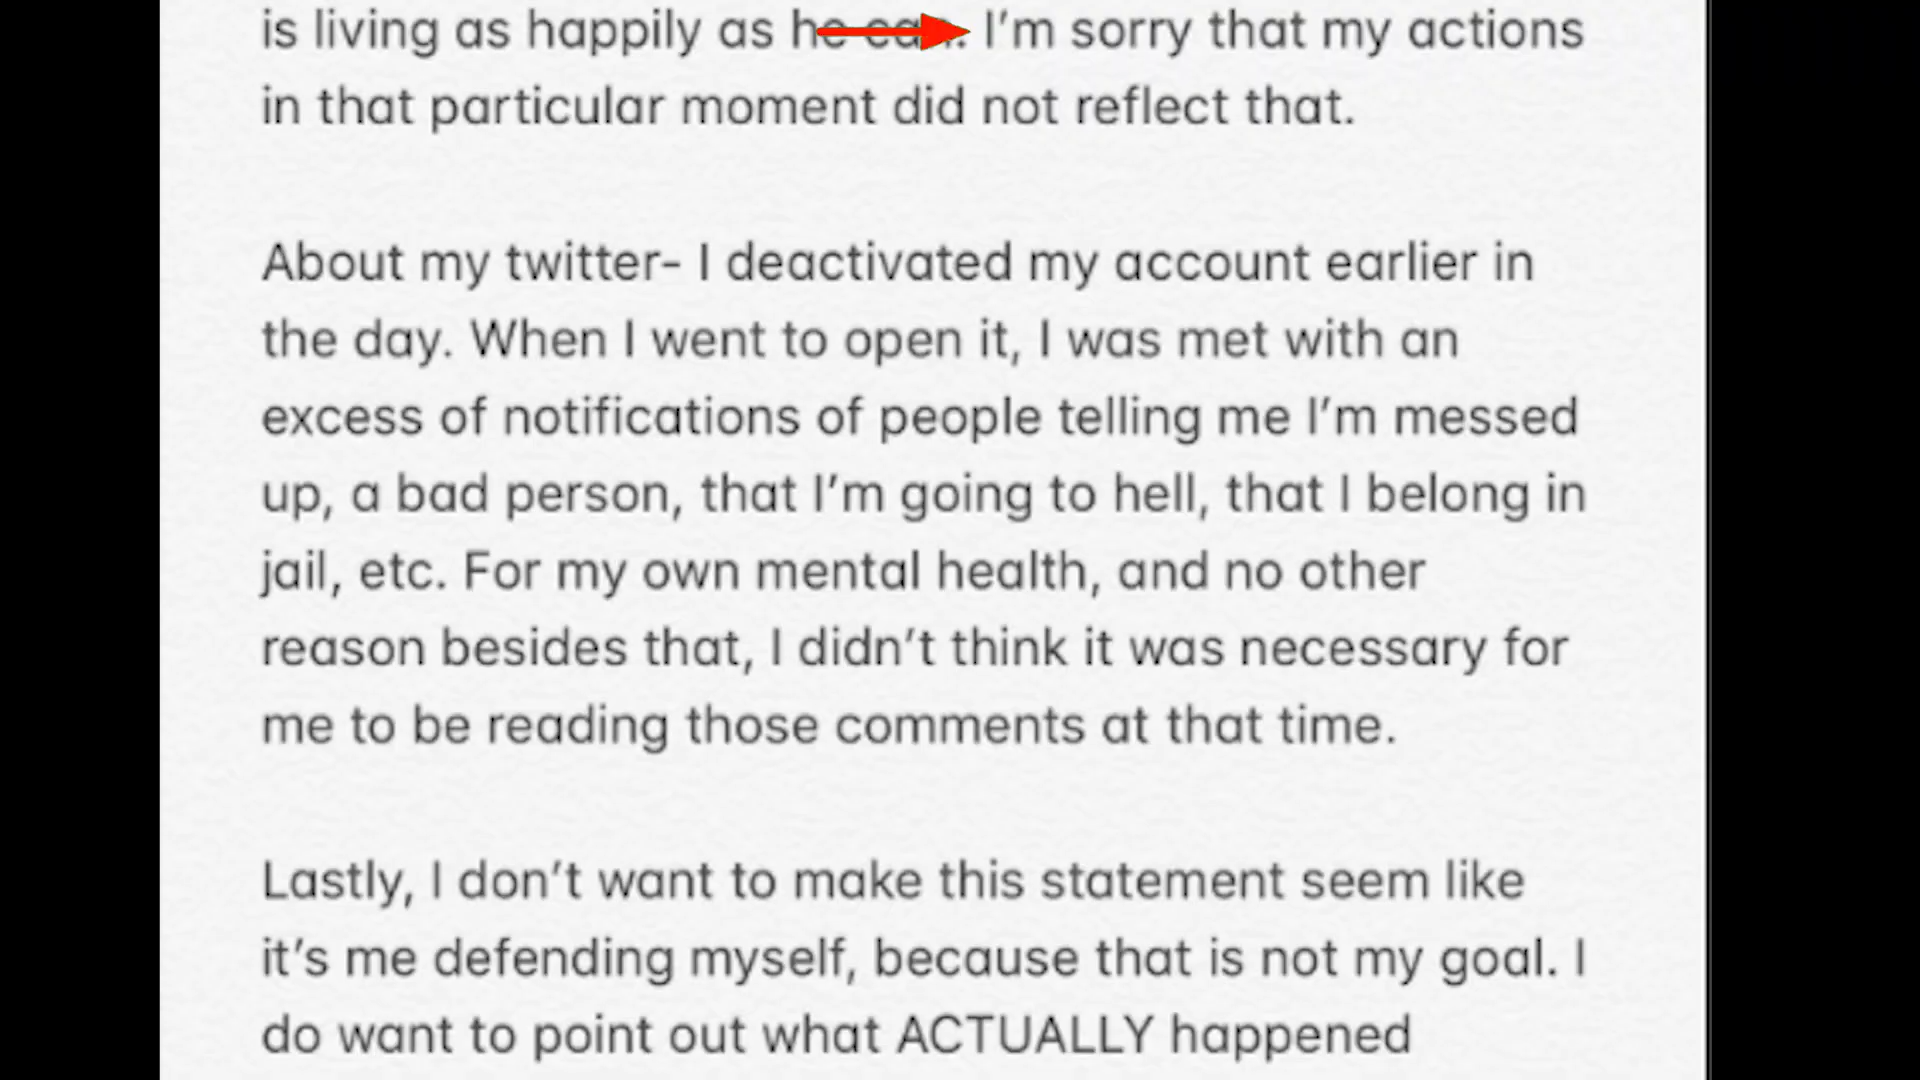 is living as happily as he can. I'm sorry that my actions
in that particular moment did not reflect that.
About my twitter- I deactivated my account earlier in
the day. When I went to open it, I was met with an
excess of notifications of people telling me I'm messed
up, a bad person, that I'm going to hell, that I belong in
jail, etc. For my own mental health, and no other
reason besides that, I didn't think it was necessary for
me to be reading those comments at that time.
Lastly, I don't want to make this statement seem like
it's me defending myself, because that is not my goal. I
do want to point out what ACTUALLY happened